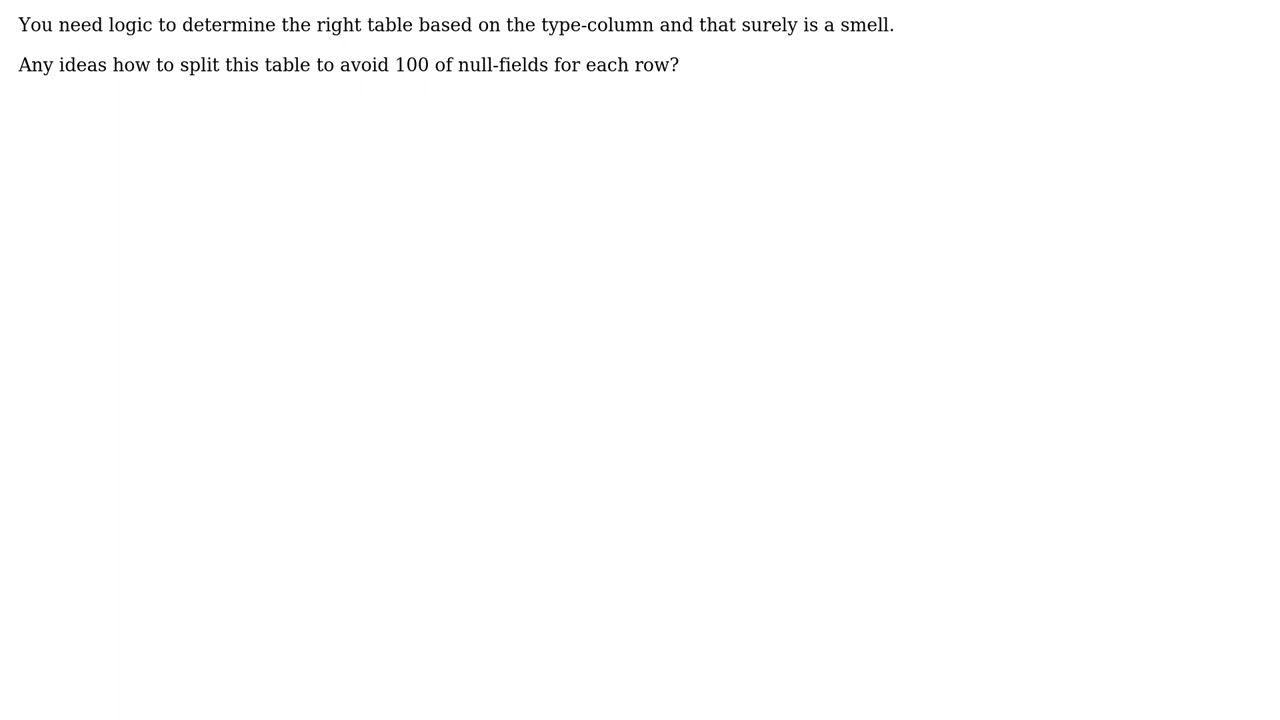 You need logic to determine the right table based on the type-column and that surely is a smell.
Any ideas how to split this table to avoid 100 of null-fields for each row?